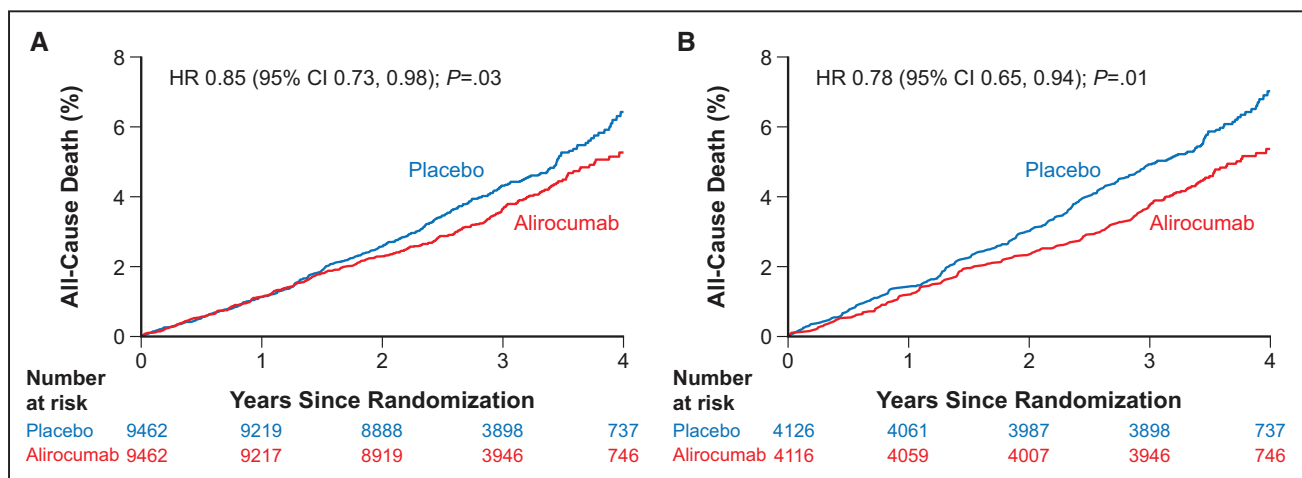 A
HR 0.85 (95% CI 0.73, 0.98); P=.03
All-Cause Death (%)
8
6
4
2
0
Placebo
Alirocumab
0 1 2 3 4
Years Since Randomization
Number
at risk
Placebo 9462 9219 8888 3898 737
Alirocumab 9462 9217 8919 3946 746
B
HR 0.78 (95% CI 0.65, 0.94); P=.01
All-Cause Death (%)
8
6
4
2
0
Placebo
Alirocumab
0 1 2 3 4
Years Since Randomization
Number
at risk
Placebo 4126 4061 3987 3898 737
Alirocumab 4116 4059 4007 3946 746